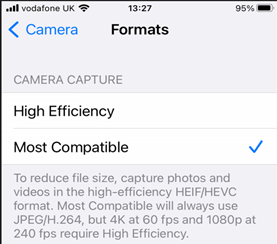 vodafone UK 13:27 95%
Camera Formats
CAMERA CAPTURE
High Efficiency
Most Compatible
To reduce file size, capture photos and
videos in the high-efficiency HEIF/HEVC
format. Most Compatible will always use
JPEG/H.264, but 4K at 60 fps and 1080p at
240 fps require High Efficiency.